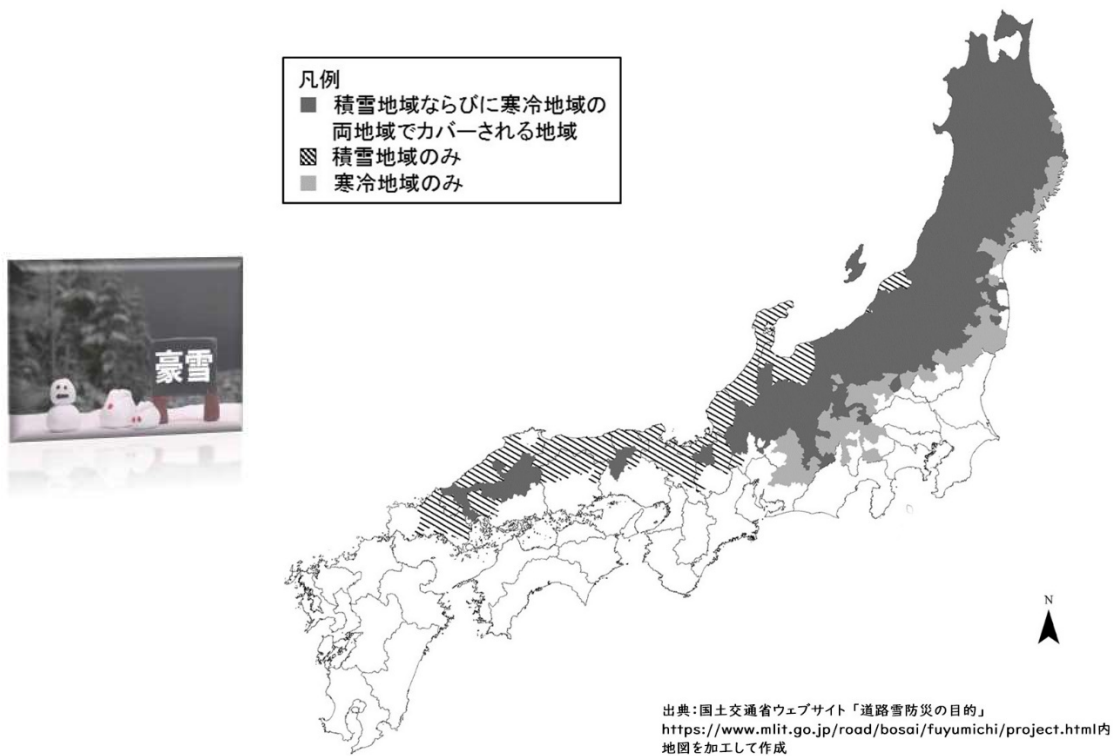 凡例
積雪地域ならびに寒冷地域の
両地域でカバーされる地域
積雪地域のみ
寒冷地域のみ
豪雪
N
出典：国土交通省ウェブサイト「道路雪防災の目的」
https://www.mlit.go.jp/road/bosai/fuyumichi/project.html内
地図を加工して作成